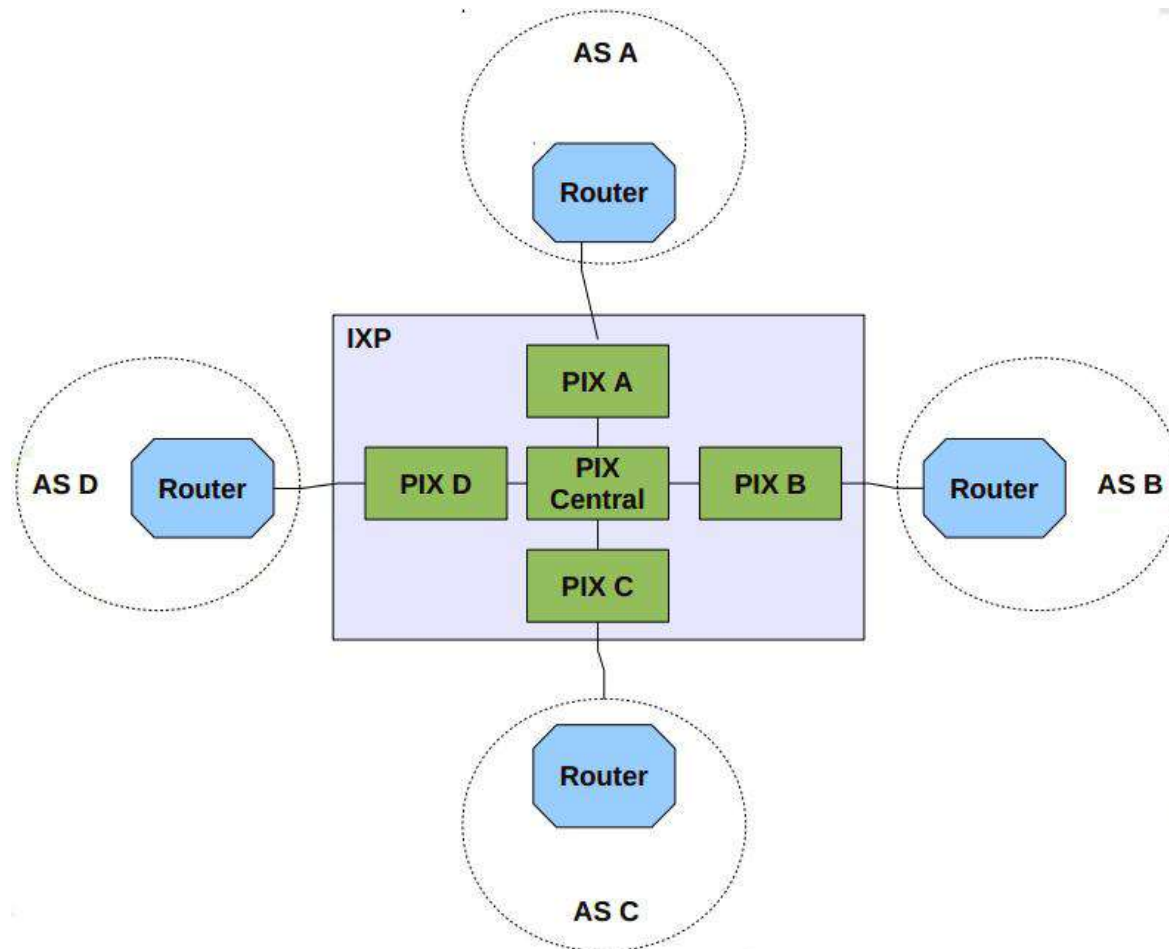 AS A
Router
IXP
PIX A
AS D
Router
PIX D
PIX
Central
PIX B
Router
AS B
PIX C
Router
AS C